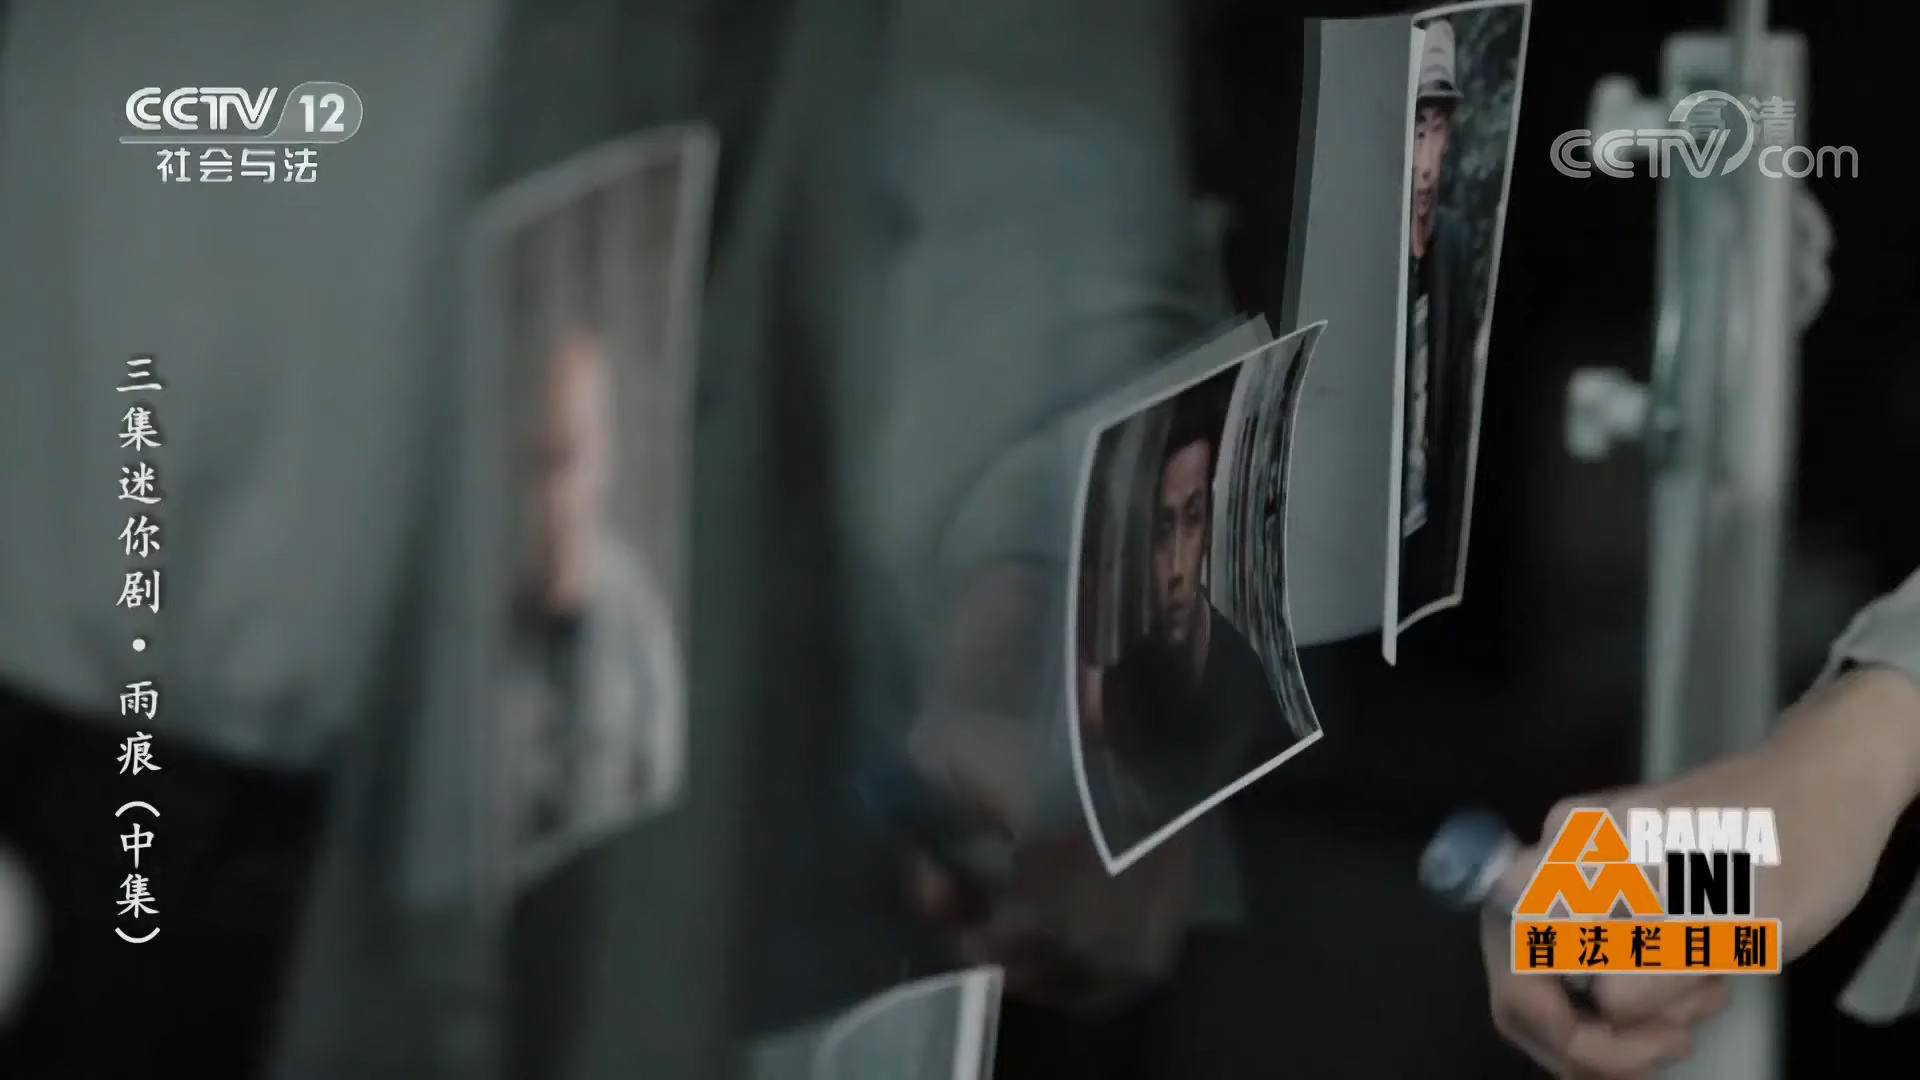 CCTV 12
社会与法
高清
CCTV com
三集迷你剧·雨痕（中集）
DRAMA
MINI
普法栏目剧